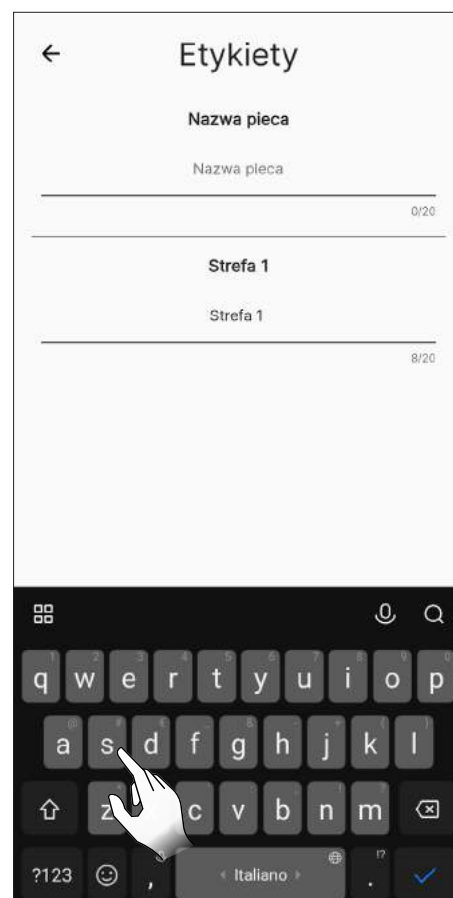 Etykiety
Nazwa pieca
Nazwa pieca
0/20
Strefa 1
Strefa 1
8/20
q w e r t y u i o p
a s d f g h j k l
z c v b n m
?123 , Italiano .